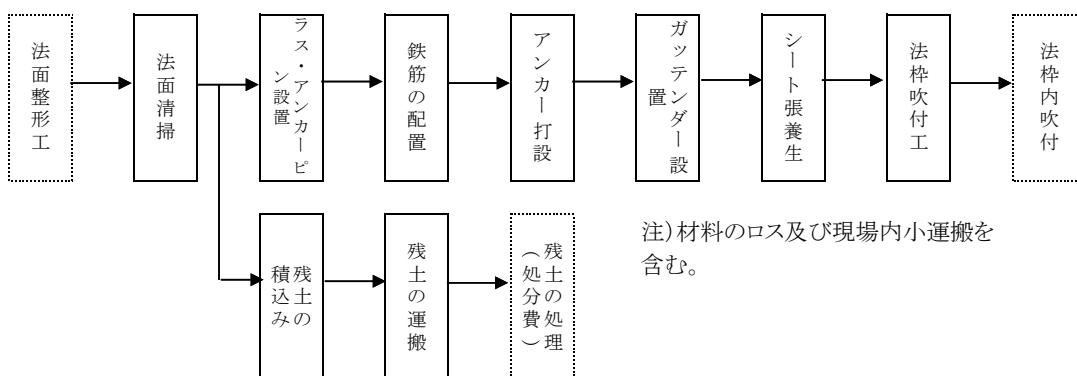 法面整形工
法面清掃
ラス・アンカーピ
ン設置
鉄筋の配置
アンカー打設
ガッテンダー設
置
シート張養生
法枠吹付工
法枠内吹付
残土の
積込み
残土の運搬
残土の処理
（処分費）
注）材料のロス及び現場内小運搬を
含む。